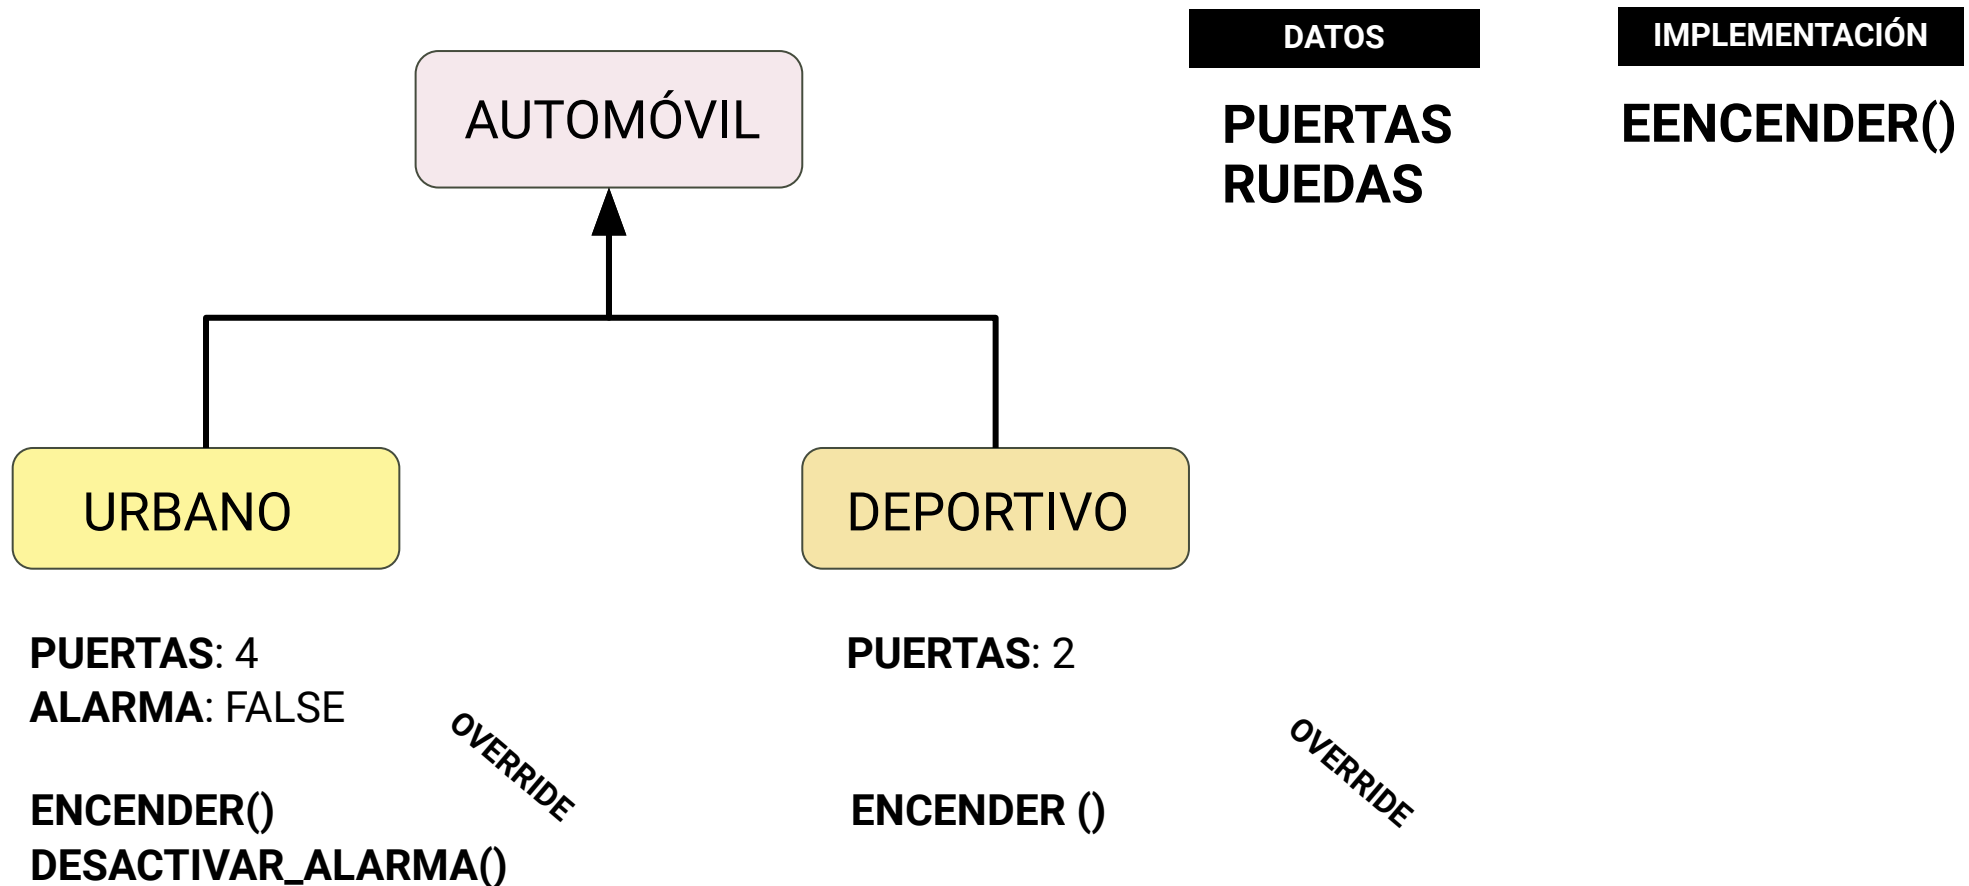 AUTOMÓVIL
DATOS
PUERTAS
RUEDAS
IMPLEMENTACIÓN
EENCENDER()
URBANO
PUERTAS: 4
ALARMA: FALSE
ENCENDER()
DESACTIVAR_ALARMA()
OVERRIDE
DEPORTIVO
PUERTAS: 2
ENCENDER ()
OVERRIDE